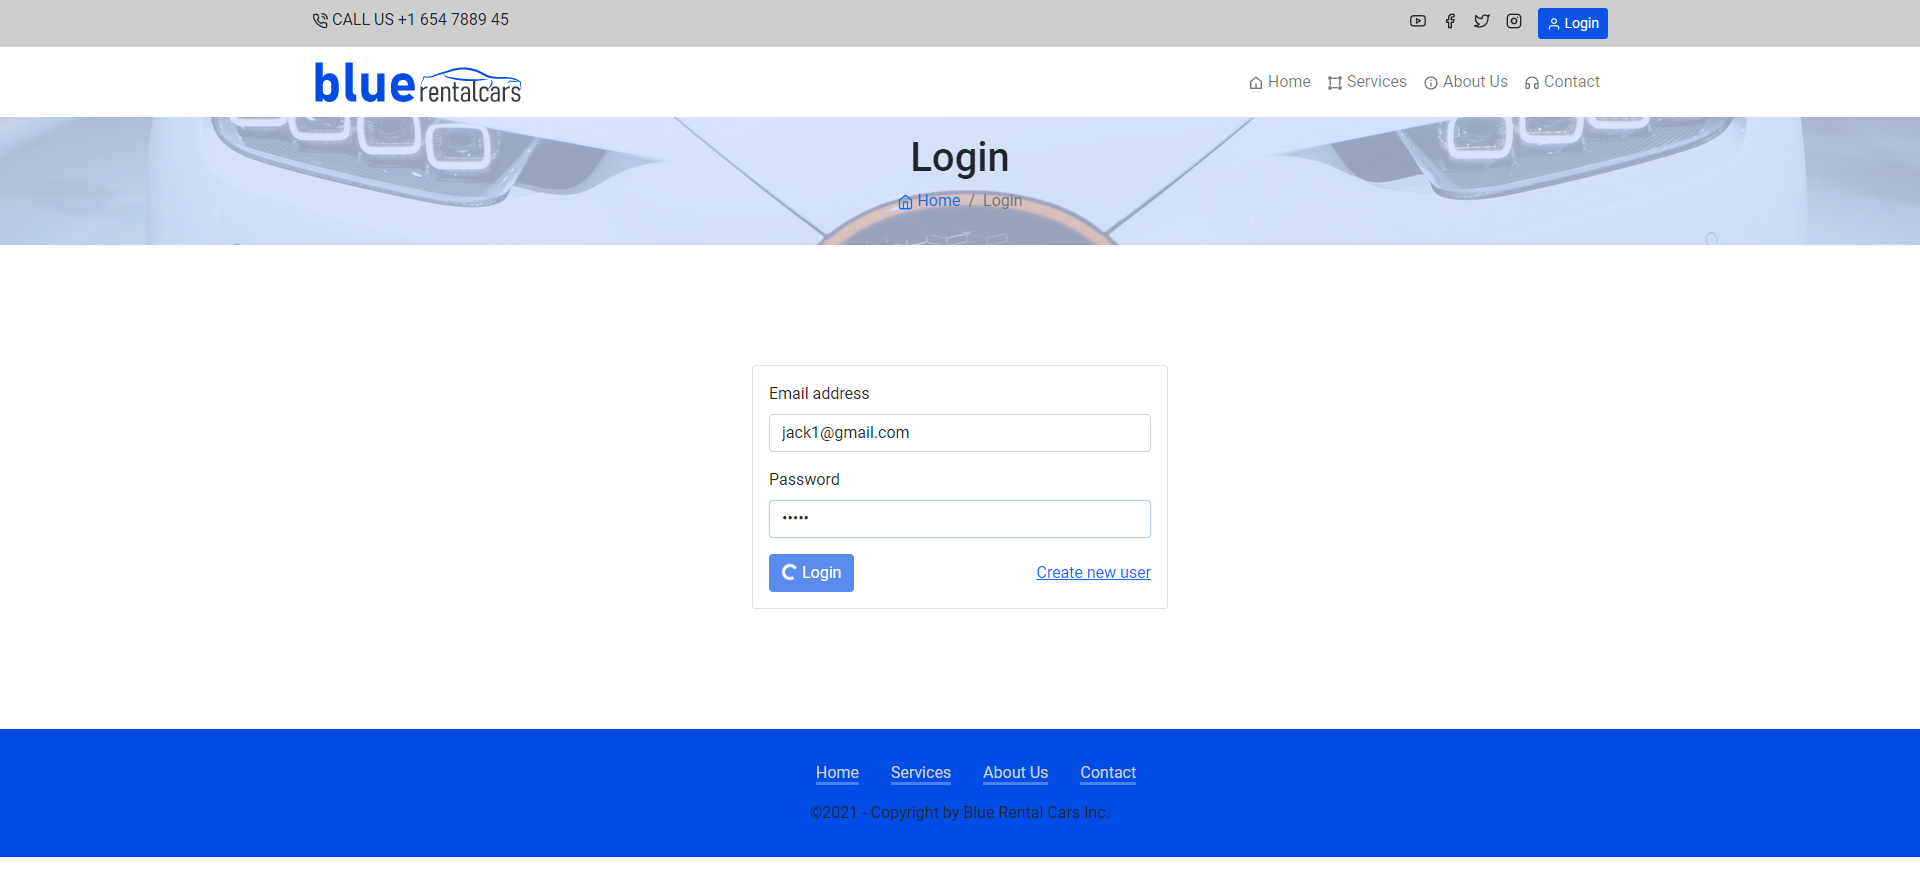 CALL US +1 654 7889 45
Login
blue rentalcars
Home Services About Us Contact
Login
Home / Login
Email address
jack1@gmail.com
Password
•••••
Login Create new user
Home Services About Us Contact
©2021 - Copyright by Blue Rental Cars Inc.